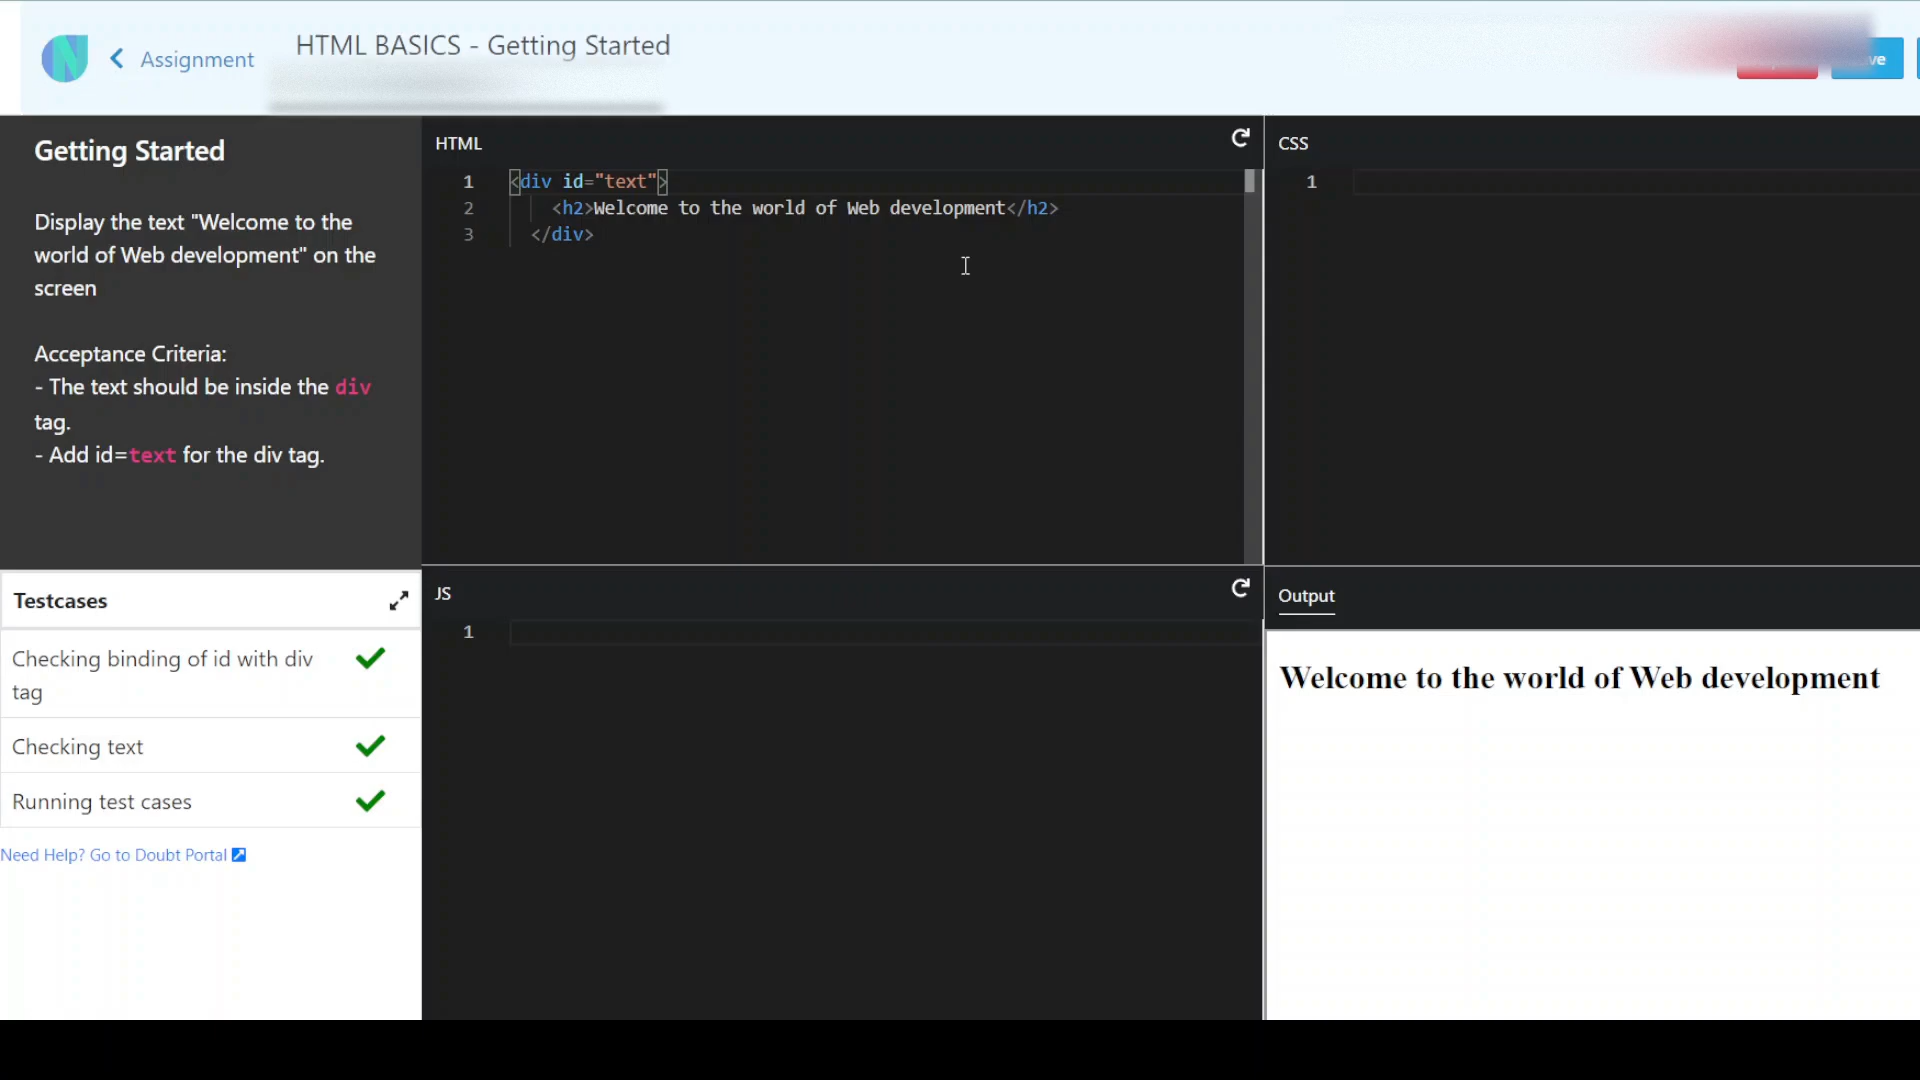 Assignment
HTML BASICS - Getting Started
ve
Getting Started
Display the text "Welcome to the
world of Web development" on the
screen
Acceptance Criteria:
- The text should be inside the div
tag.
- Add id=text for the div tag.
HTML
1 <div id="text">
2 <h2>Welcome to the world of Web development</h2>
3 </div>
CSS
1
Testcases
Checking binding of id with div
tag
Checking text
Running test cases
Need Help? Go to Doubt Portal
JS
1
Output
Welcome to the world of Web development